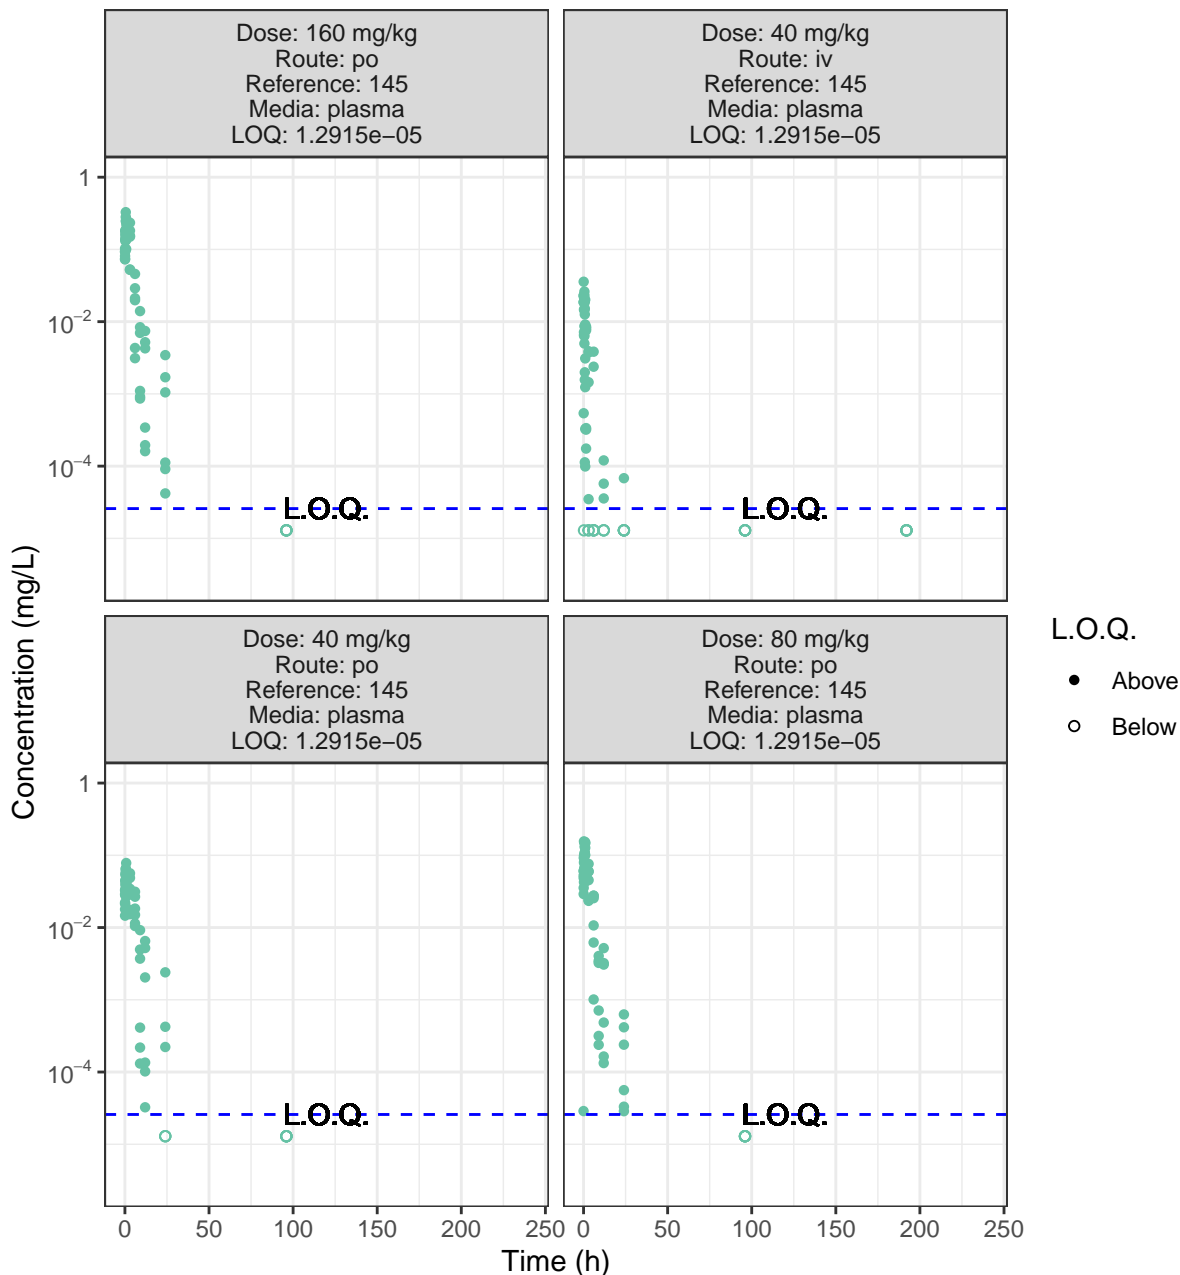 Dose: 160 mg/kg
Route: po
Reference: 145
Media: plasma
LOQ: 1.2915e−05
Dose: 40 mg/kg
Route: iv
Reference: 145
Media: plasma
LOQ: 1.2915e−05
1
10−2
10−4
L.O.Q.
L.O.Q.
Dose: 40 mg/kg
Route: po
Reference: 145
Media: plasma
LOQ: 1.2915e−05
Dose: 80 mg/kg
Route: po
Reference: 145
Media: plasma
LOQ: 1.2915e−05
1
10−2
10−4
L.O.Q.
L.O.Q.
0 50 100 150 200 250
0 50 100 150 200 250
Time (h)
Concentration (mg/L)
L.O.Q.
Above
Below